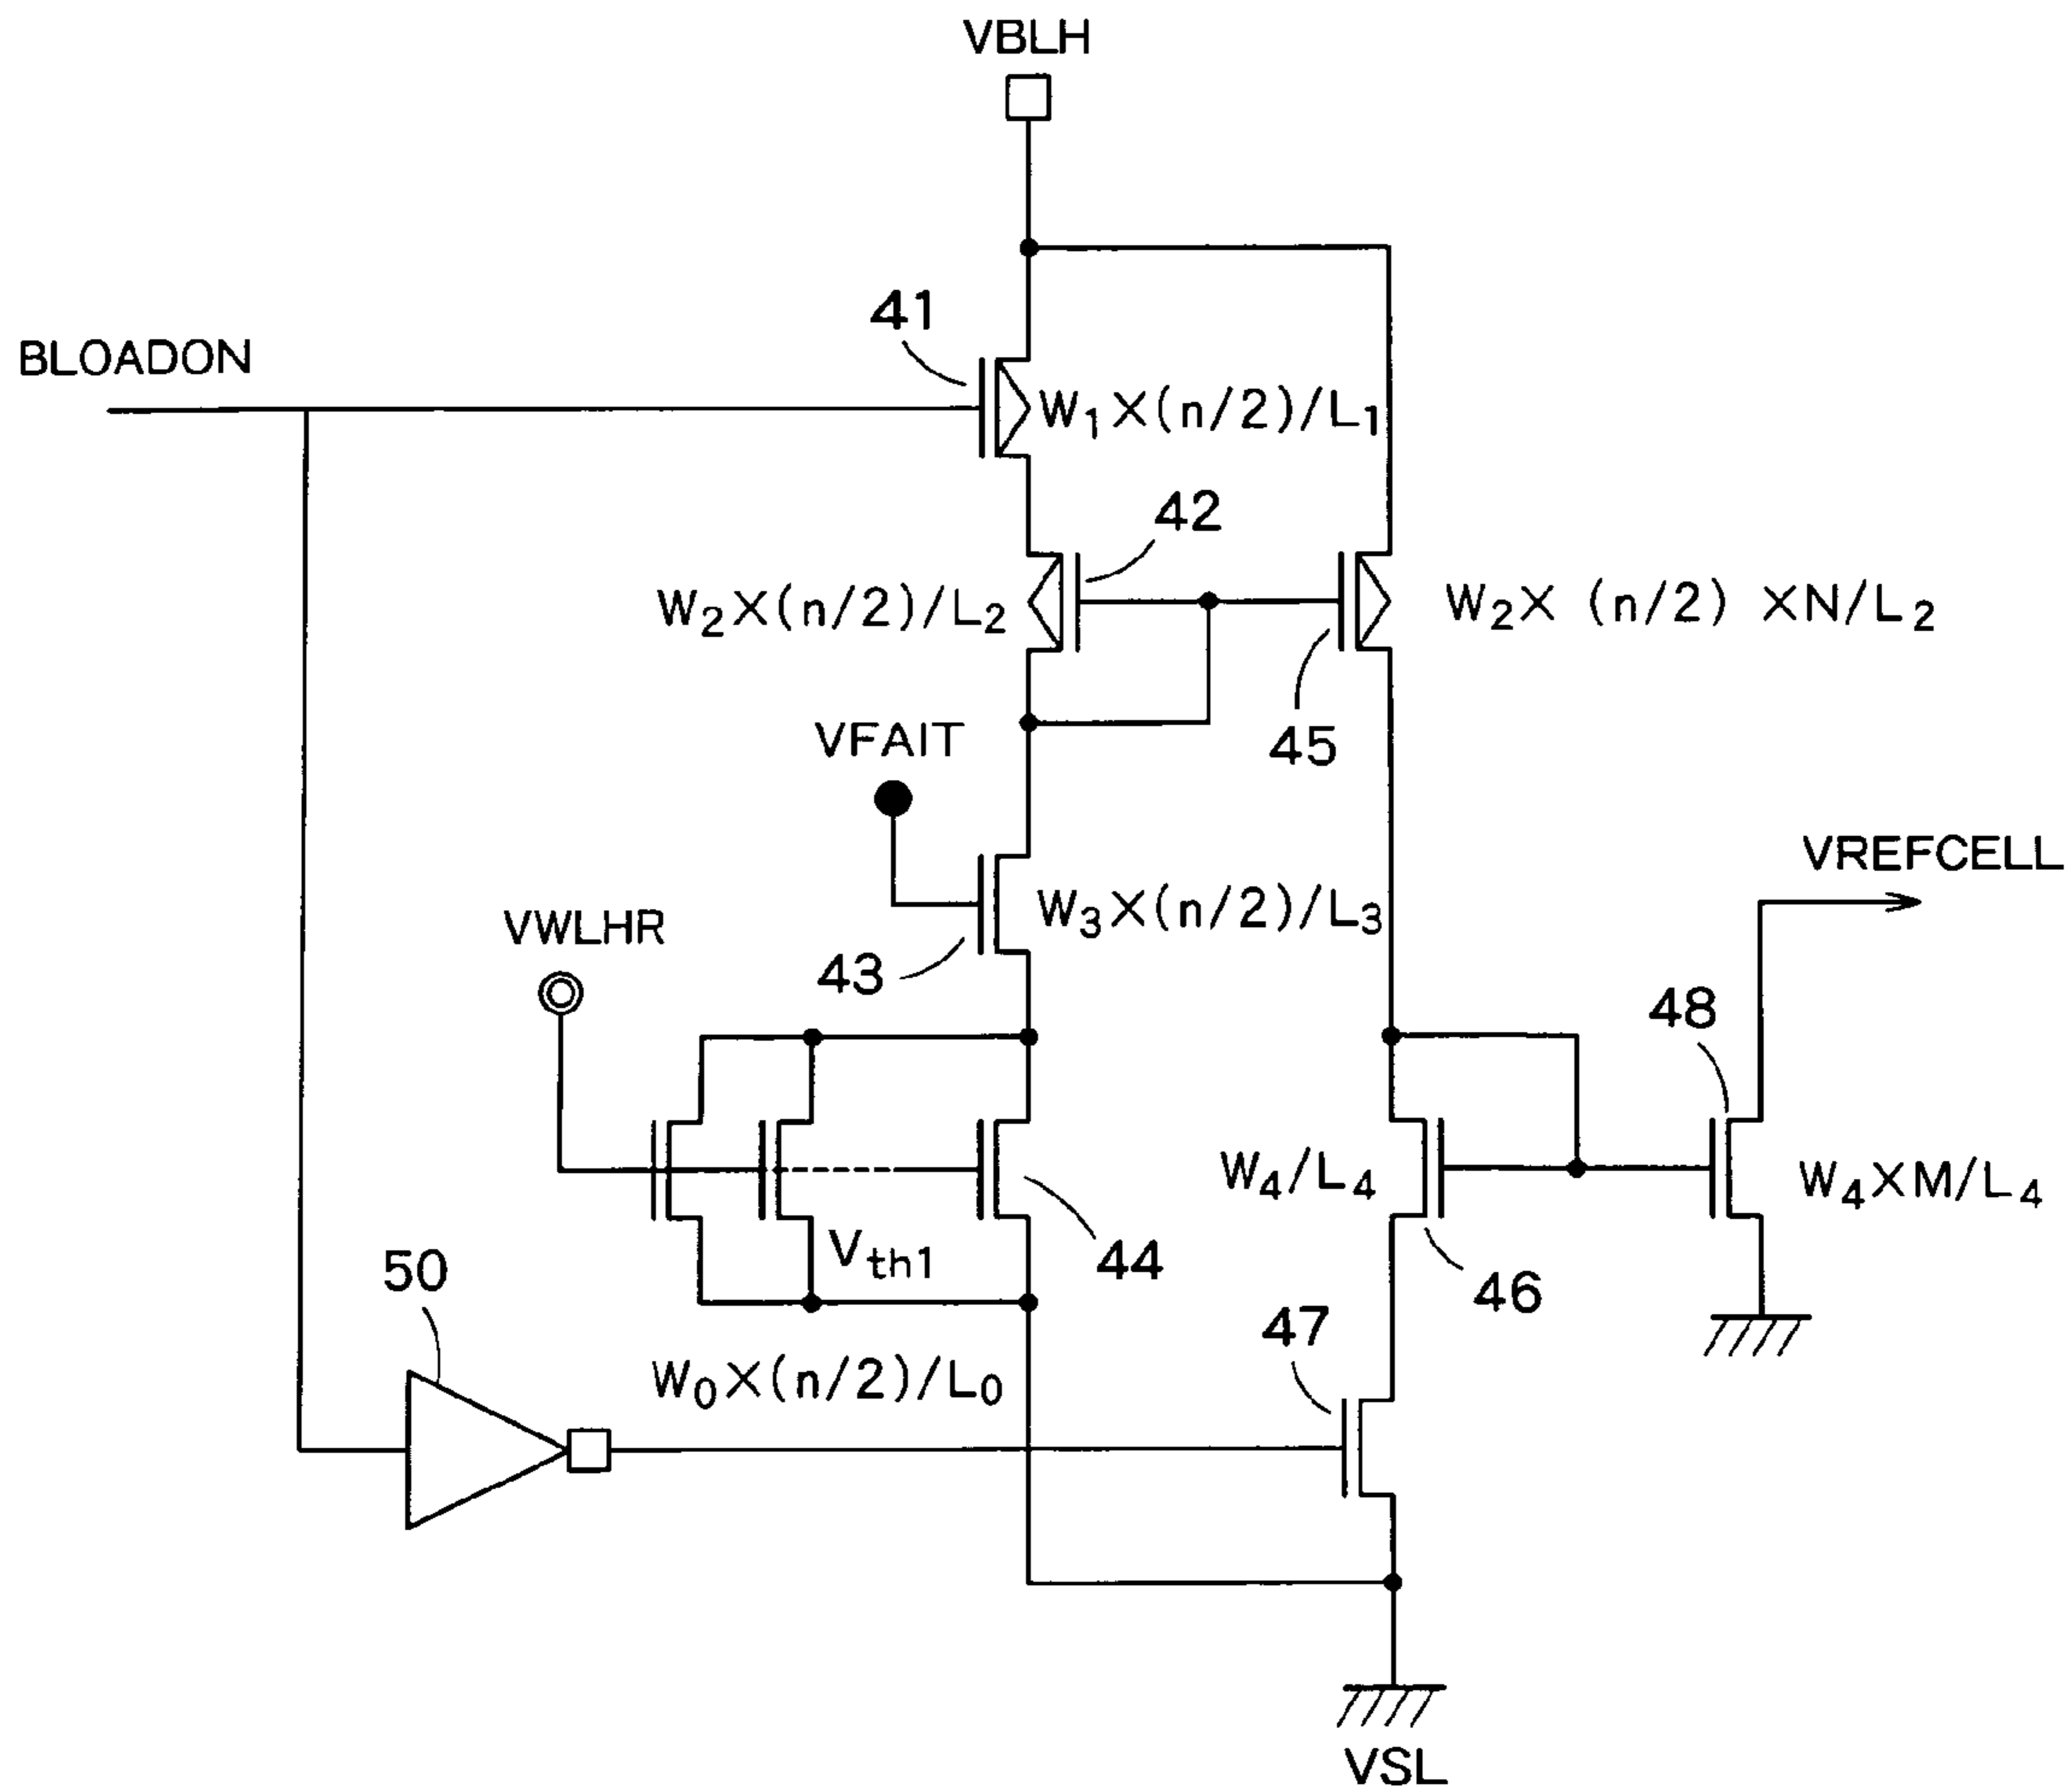 VBLH
41
BLOADON
W₁X(n/2)/L₁
42
W₂X(n/2)/L₂
W₂X (n/2) XN/L₂
VFAIT
45
VREFCELL
W₃X(n/2)/L₃
VWLHR
43
48
W₄/L₄
W₄XM/L₄
Vth1
44
50
46
47
W₀X(n/2)/L₀
VSL